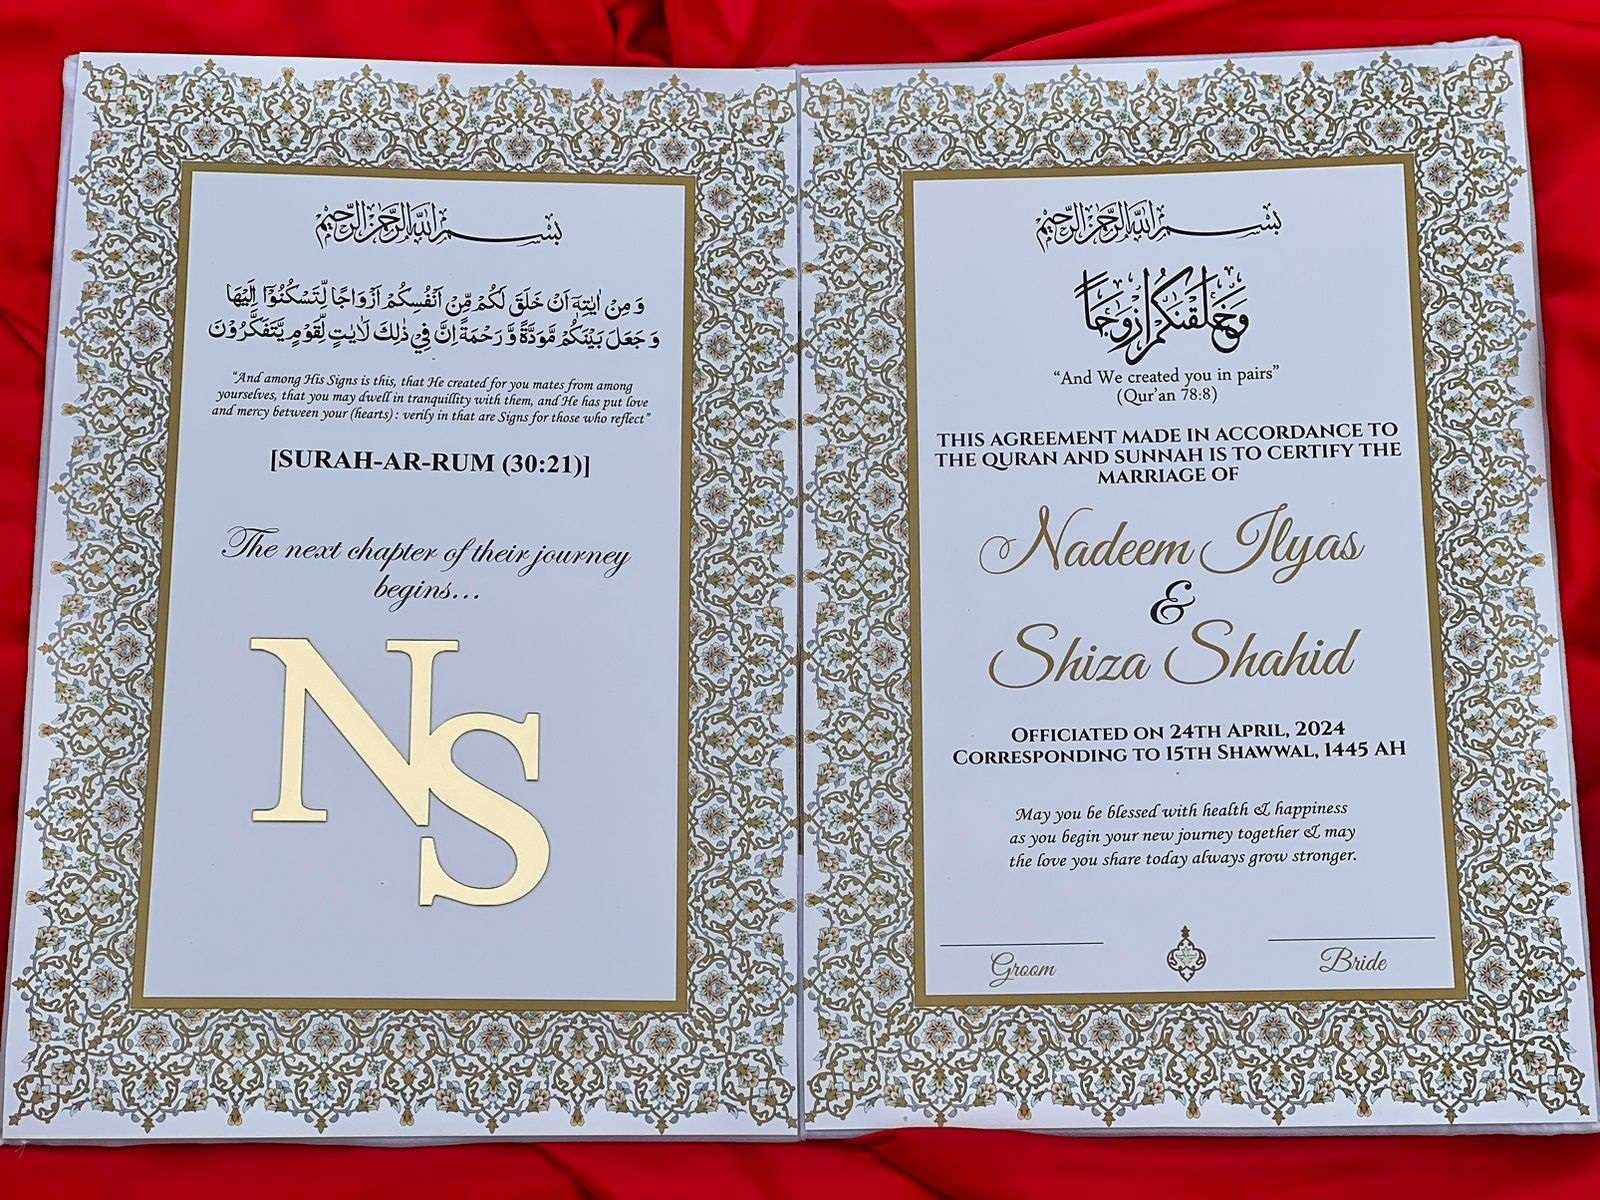 بسم الله الرحمن الرحيم
وَ مِنْ اٰيٰتِهٖۤ اَنْ خَلَقَ لَكُمْ مِّنْ اَنْفُسِكُمْ اَزْوَاجًا لِّتَسْكُنُوْۤا اِلَيْهَا
وَ جَعَلَ بَيْنَكُمْ مَّوَدَّةً وَّ رَحْمَةً اِنَّ فِيْ ذٰلِكَ لَاٰيٰتٍ لِّقَوْمٍ يَّتَفَكَّرُوْنَ
“And among His Signs is this, that He created for you mates from among
yourselves, that you may dwell in tranquillity with them, and He has put love
and mercy between your (hearts) : verily in that are Signs for those who reflect”
[SURAH-AR-RUM (30:21)]
The next chapter of their journey
begins...
NS
بسم الله الرحمن الرحيم
وَخَلَقْنٰكُمْ اَزْوَاجًا
“And We created you in pairs”
(Qur’an 78:8)
THIS AGREEMENT MADE IN ACCORDANCE TO
THE QURAN AND SUNNAH IS TO CERTIFY THE
MARRIAGE OF
Nadeem Ilyas
&
Shiza Shahid
OFFICIATED ON 24TH APRIL, 2024
CORRESPONDING TO 15TH SHAWWAL, 1445 AH
May you be blessed with health & happiness
as you begin your new journey together & may
the love you share today always grow stronger.
Groom
Bride